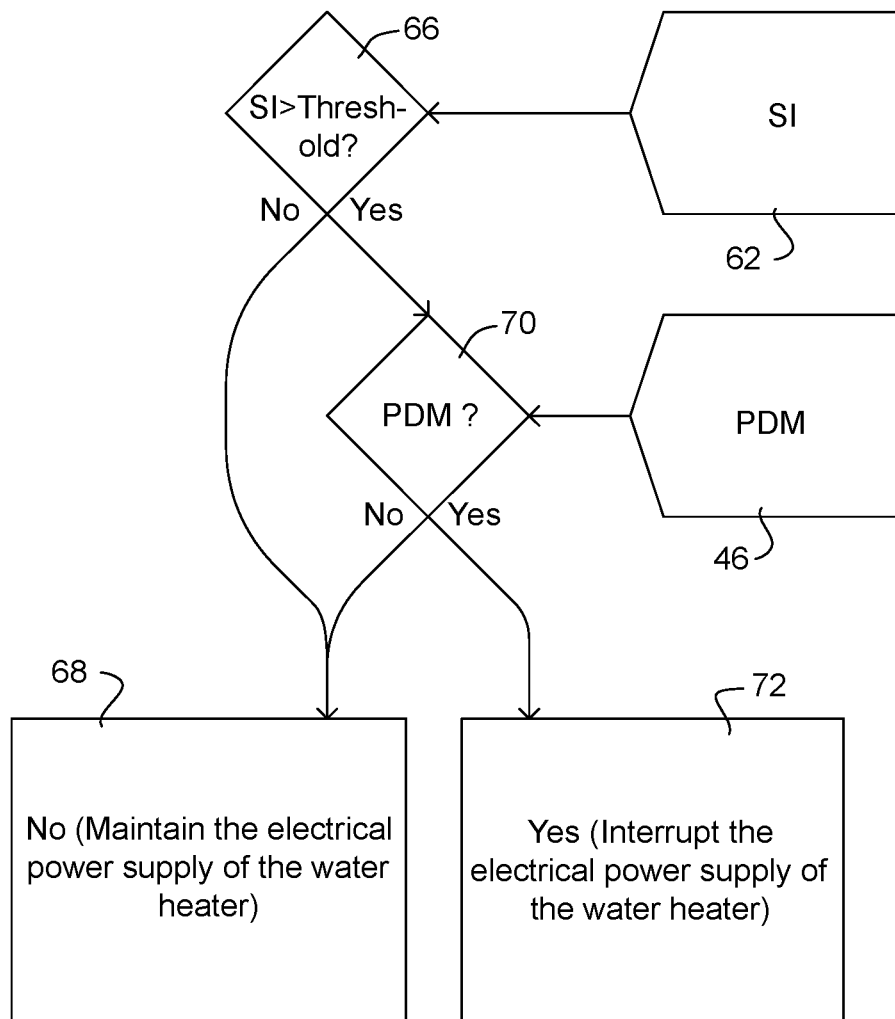 66
SI>Thresh-
old?
SI
No
Yes
62
70
PDM ?
PDM
No
Yes
46
68
72
No (Maintain the electrical
power supply of the water
heater)
Yes (Interrupt the
electrical power supply of
the water heater)